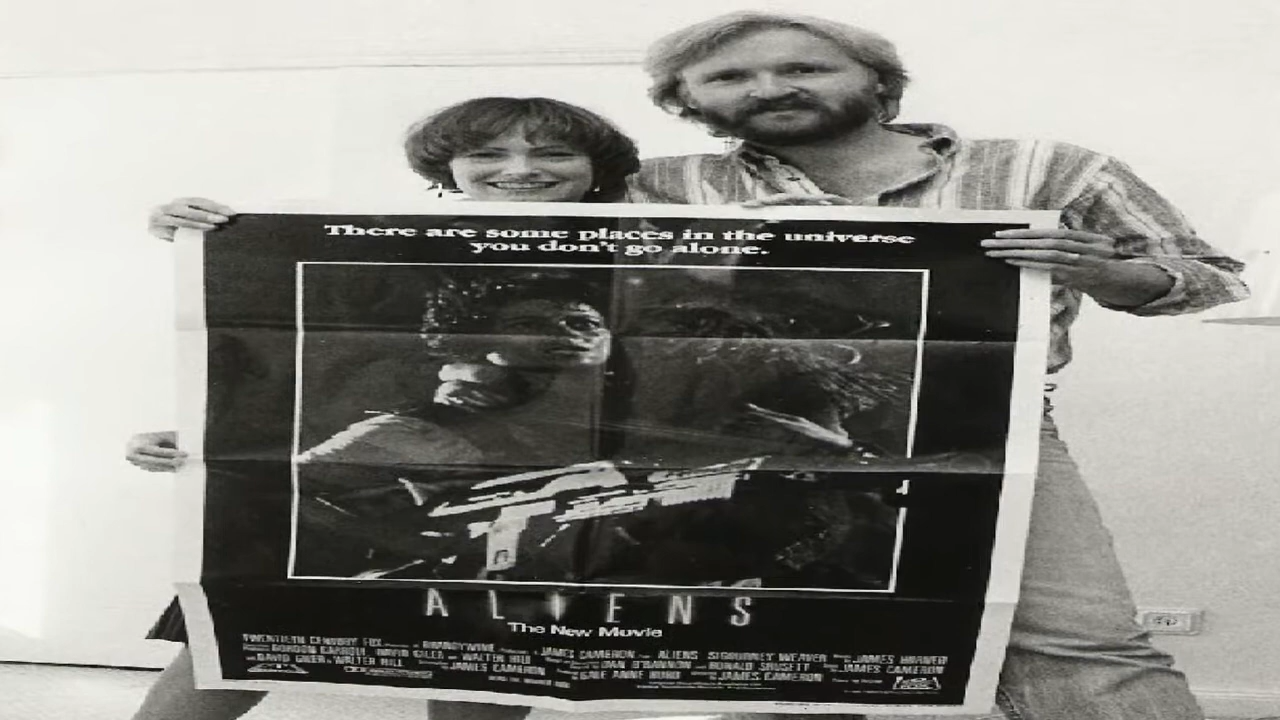 There are some places in the universe
you don't go alone.
ALIENS
The New Movie
TWENTIETH CENTURY FOX BRANDYWINE JAMES CAMERON ALIENS SIGOURNEY WEAVER JAMES HORNER
GORDON CARROLL DAVID GILER WALTER HILL DAN O'BANNON RONALD SHUSETT JAMES CAMERON
DAVID GILER & WALTER HILL JAMES CAMERON GALE ANNE HURD JAMES CAMERON